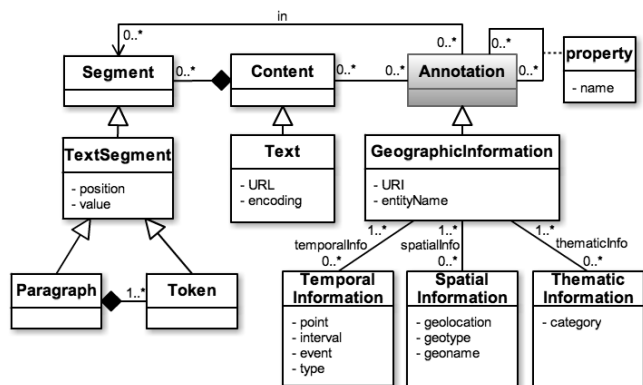 in
0..*
0..*
0..*
Segment
0..*
Content
0..*
0..*
Annotation
0..*
property
- name
TextSegment
- position
- value
Text
- URL
- encoding
GeographicInformation
- URI
- entityName
1..*
1..*
1..*
temporalInfo
spatialInfo
thematicInfo
0..*
0..*
0..*
Paragraph
1..*
Token
Temporal
Information
- point
- interval
- event
- type
Spatial
Information
- geolocation
- geotype
- geoname
Thematic
Information
- category